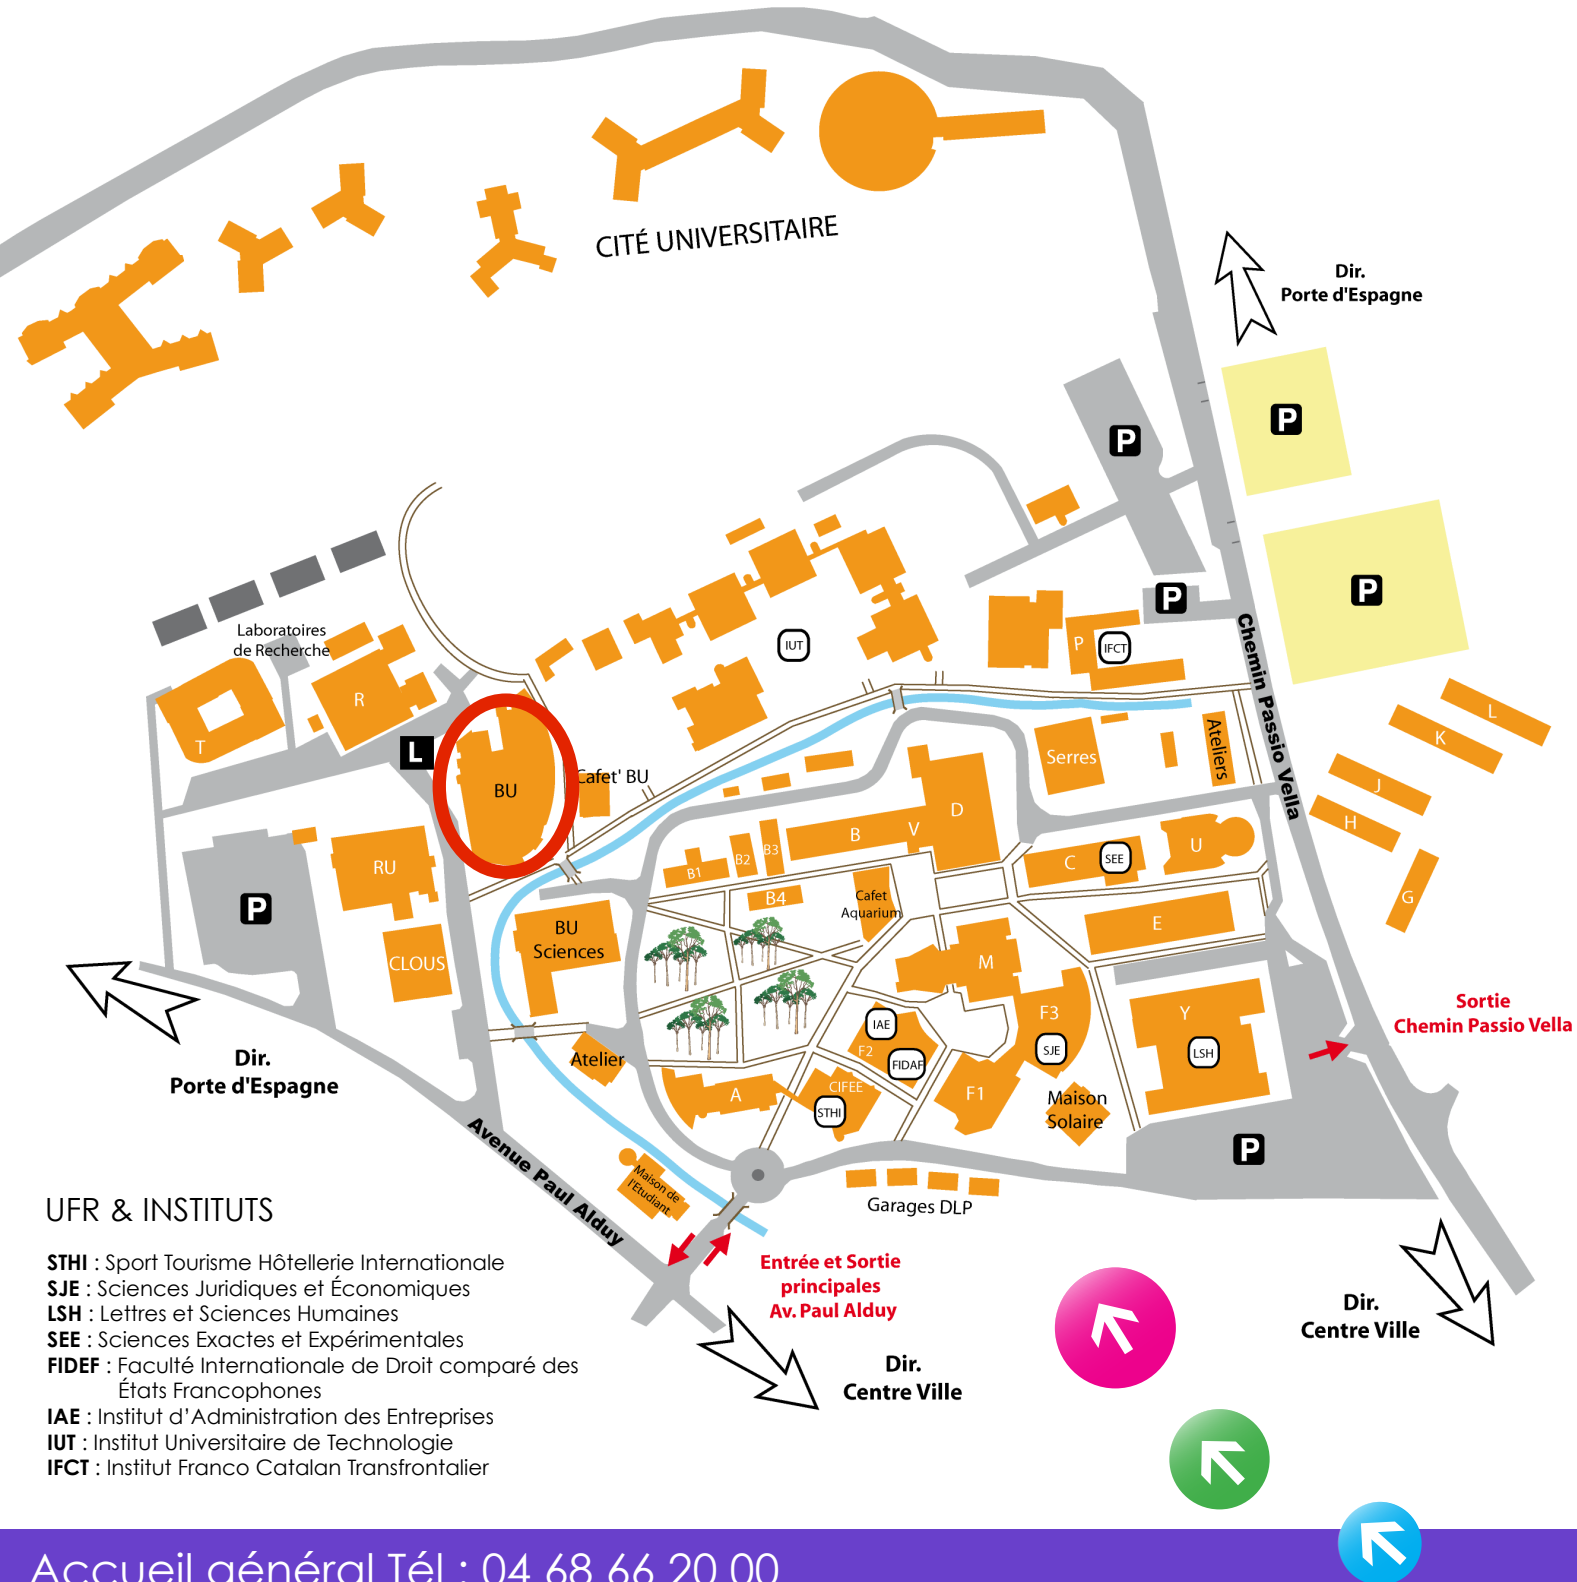 CITÉ UNIVERSITAIRE
Dir.
Porte d'Espagne
P
P
P
P
Laboratoires
de Recherche
IUT
P
IFCT
Chemin Passio Vella
R
T
L
BU
Cafet' BU
Serres
Ateliers
L
K
J
H
G
D
V
B
B3
B2
B1
B4
C
SEE
U
RU
P
Cafet
Aquarium
E
BU
Sciences
CLOUS
M
F3
SJE
Y
LSH
IAE
F2
FIDAF
Sortie
Chemin Passio Vella
Dir.
Porte d'Espagne
Atelier
A
CIFEE
STHI
F1
Maison
Solaire
P
Avenue Paul Alduy
Maison de
l'Etudiant
Garages DLP
Entrée et Sortie
principales
Av. Paul Alduy
Dir.
Centre Ville
Dir.
Centre Ville
UFR & INSTITUTS
STHI : Sport Tourisme Hôtellerie Internationale
SJE : Sciences Juridiques et Économiques
LSH : Lettres et Sciences Humaines
SEE : Sciences Exactes et Expérimentales
FIDEF : Faculté Internationale de Droit comparé des
États Francophones
IAE : Institut d'Administration des Entreprises
IUT : Institut Universitaire de Technologie
IFCT : Institut Franco Catalan Transfrontalier
Accueil général Tél : 04 68 66 20 00